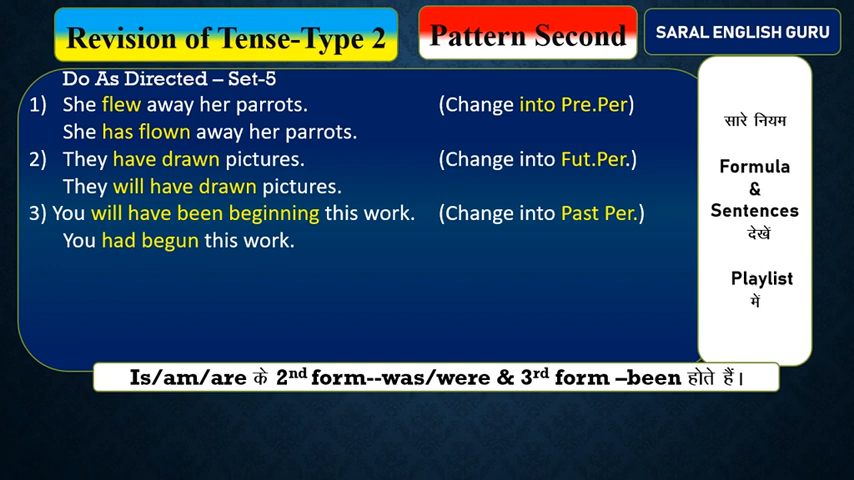 Revision of Tense-Type 2
Pattern Second
SARAL ENGLISH GURU
Do As Directed – Set-5
1) She flew away her parrots. (Change into Pre.Per)
She has flown away her parrots.
2) They have drawn pictures. (Change into Fut.Per.)
They will have drawn pictures.
3) You will have been beginning this work. (Change into Past Per.)
You had begun this work.
सारे नियम
Formula
&
Sentences
देखें
Playlist
में
Is/am/are के 2nd form--was/were & 3rd form –been होते हैं।